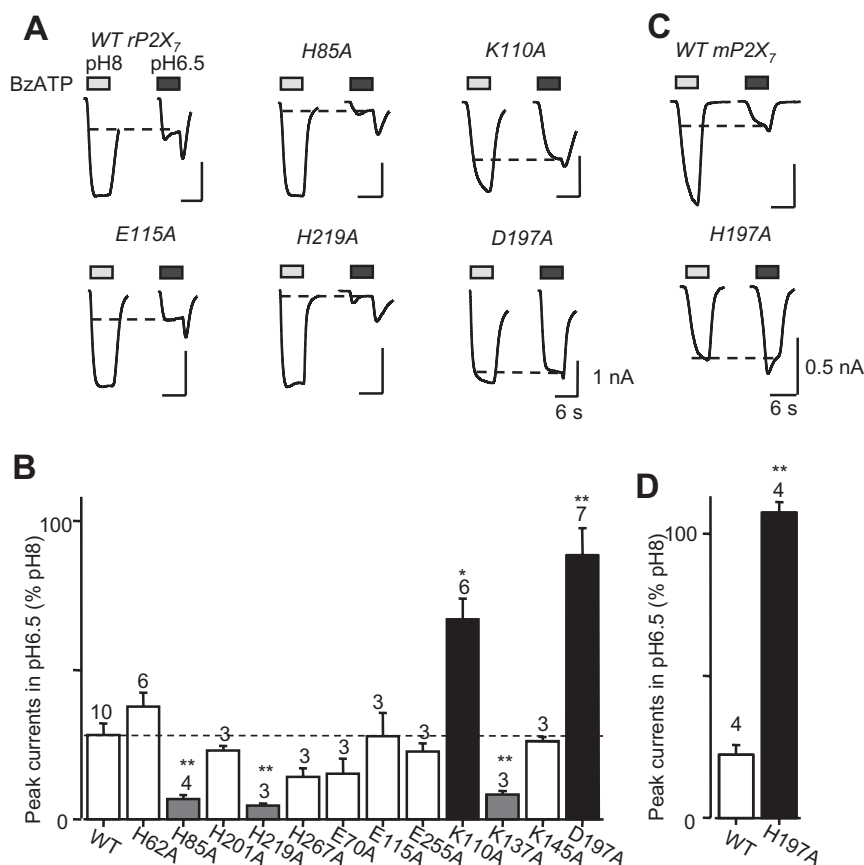 A
C
WT rP2X7
H85A
K110A
WT mP2X7
pH8 pH6.5
BzATP
E115A
H219A
D197A
H197A
1 nA
6 s
0.5 nA
6 s
B
Peak currents in pH6.5 (% pH8)
100
0
10
6
**
4
3
**
3
3
3
3
3
*
6
**
3
3
**
7
WT
H62A
H85A
H201A
H219A
H267A
E70A
E115A
E255A
K110A
K137A
K145A
D197A
D
Peak currents in pH6.5 (% pH8)
100
0
4
**
4
WT
H197A